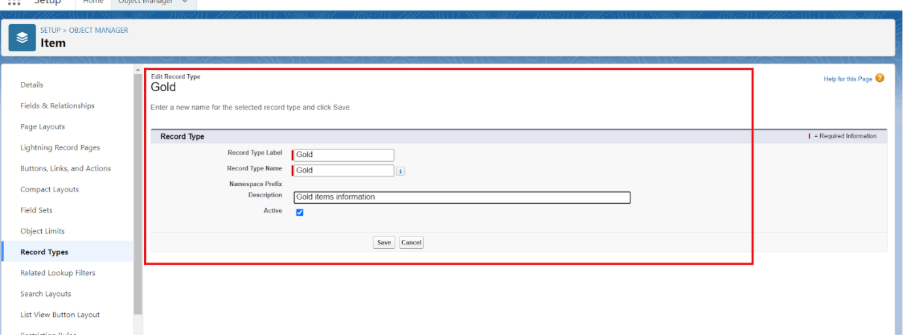 Setup Home Object Manager
SETUP > OBJECT MANAGER
Item
Details
Fields & Relationships
Page Layouts
Lightning Record Pages
Buttons, Links, and Actions
Compact Layouts
Field Sets
Object Limits
Record Types
Related Lookup Filters
Search Layouts
List View Button Layout
Restriction Rules
Edit Record Type
Gold
Help for this Page
Enter a new name for the selected record type and click Save.
Record Type
= Required Information
Record Type Label Gold
Record Type Name Gold i
Namespace Prefix
Description Gold items information
Active
Save Cancel